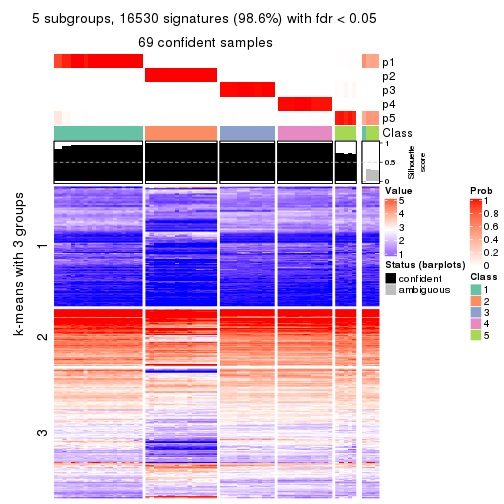 5 subgroups, 16530 signatures (98.6%) with fdr < 0.05
69 confident samples
p1
p2
p3
p4
p5
Class
1
0.5
0
Silhouette
score
k-means with 3 groups
1
2
3
Value
5
4
3
2
1
Status (barplots)
confident
ambiguous
Prob
1
0.8
0.6
0.4
0.2
0
Class
1
2
3
4
5